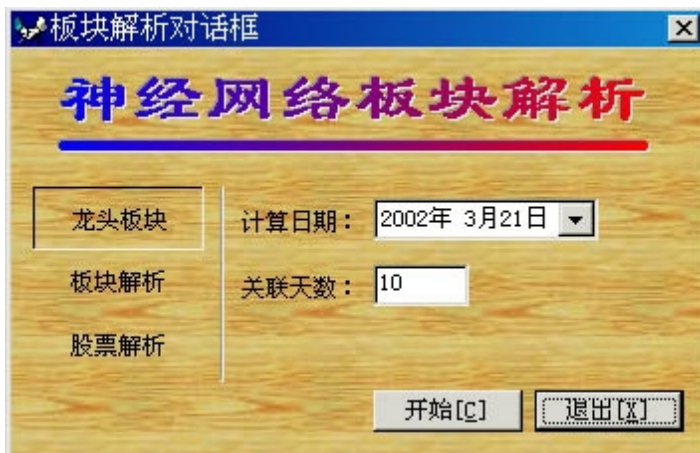 板块解析对话框
神经网络板块解析
龙头板块
计算日期：2002年 3月21日
板块解析
关联天数：10
股票解析
开始[C] 退出[X]